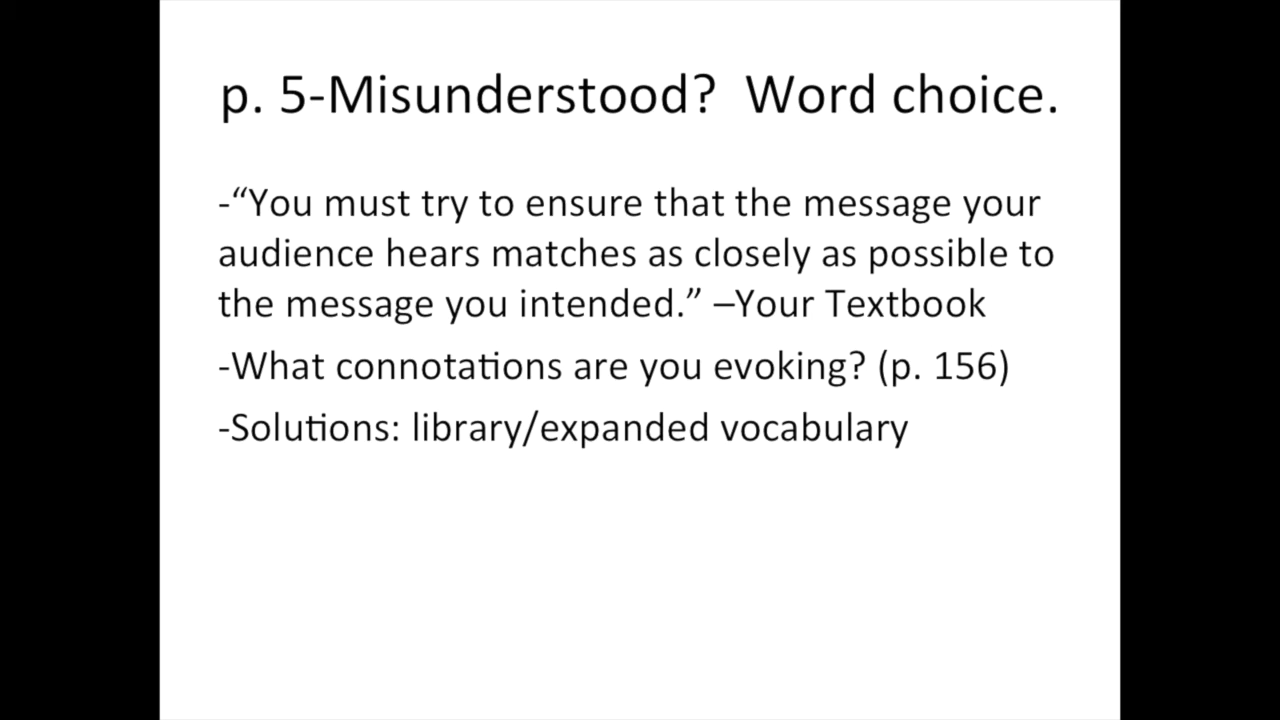 p. 5-Misunderstood?  Word choice.
-“You must try to ensure that the message your
audience hears matches as closely as possible to
the message you intended.” –Your Textbook
-What connotations are you evoking? (p. 156)
-Solutions: library/expanded vocabulary